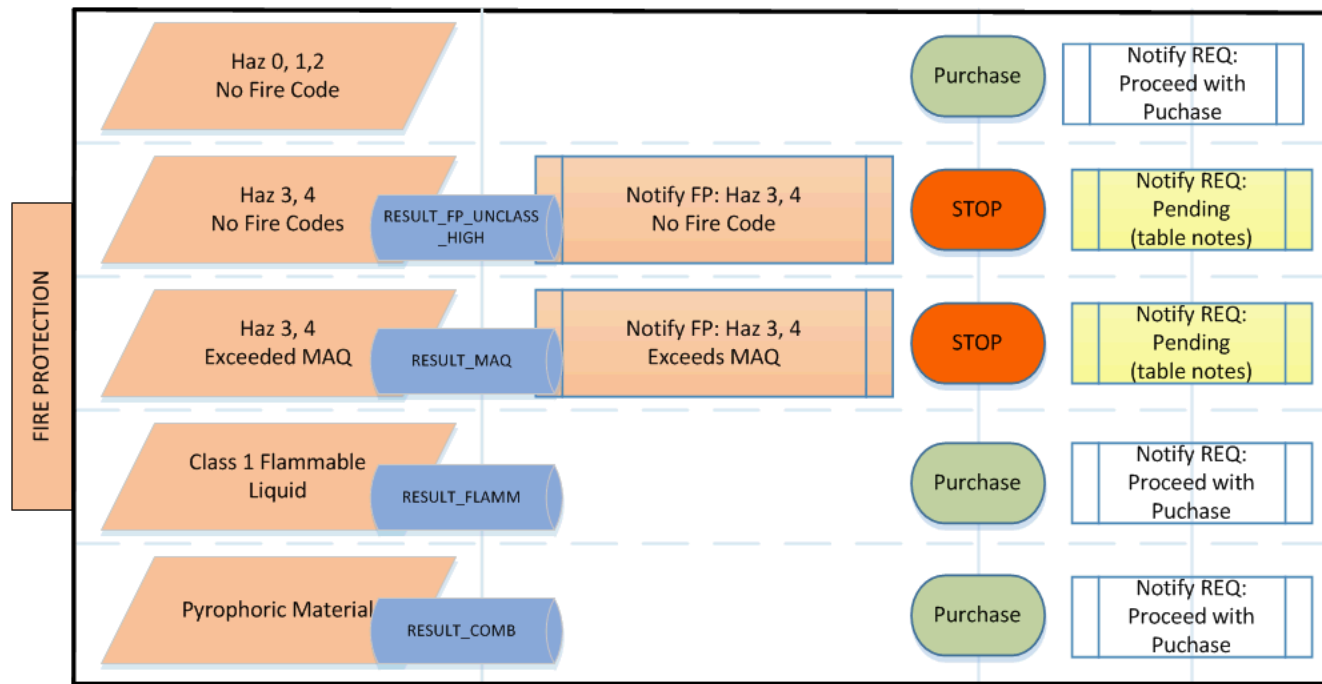 FIRE PROTECTION
Haz 0, 1,2
No Fire Code
Purchase
Notify REQ:
Proceed with
Puchase
Haz 3, 4
No Fire Codes
RESULT_FP_UNCLASS
_HIGH
Notify FP: Haz 3, 4
No Fire Code
STOP
Notify REQ:
Pending
(table notes)
Haz 3, 4
Exceeded MAQ
RESULT_MAQ
Notify FP: Haz 3, 4
Exceeds MAQ
STOP
Notify REQ:
Pending
(table notes)
Class 1 Flammable
Liquid
RESULT_FLAMM
Purchase
Notify REQ:
Proceed with
Puchase
Pyrophoric Material
RESULT_COMB
Purchase
Notify REQ:
Proceed with
Puchase